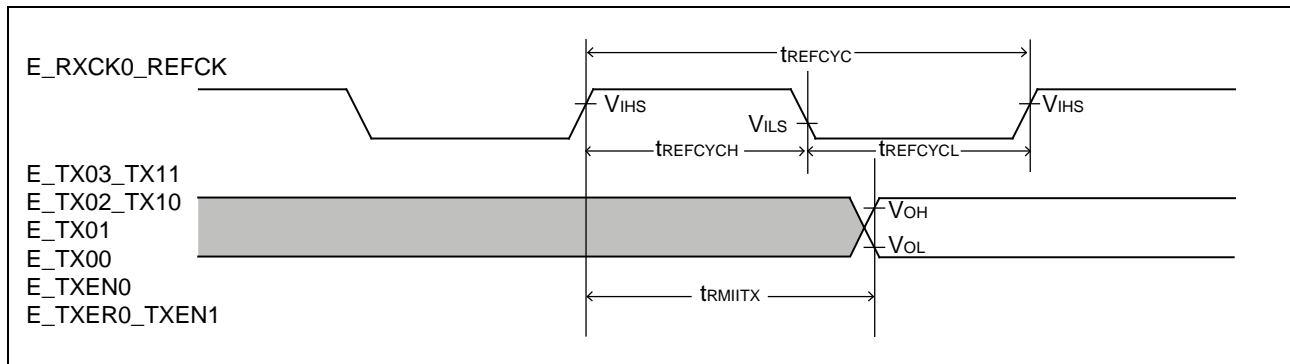 tREFCYC
E_RXCK0_REFCK
VIHS
VILS
VIHS
tREFCYCH
tREFCYCL
E_TX03_TX11
E_TX02_TX10
E_TX01
E_TX00
E_TXEN0
E_TXER0_TXEN1
VOH
VOL
tRMIITX